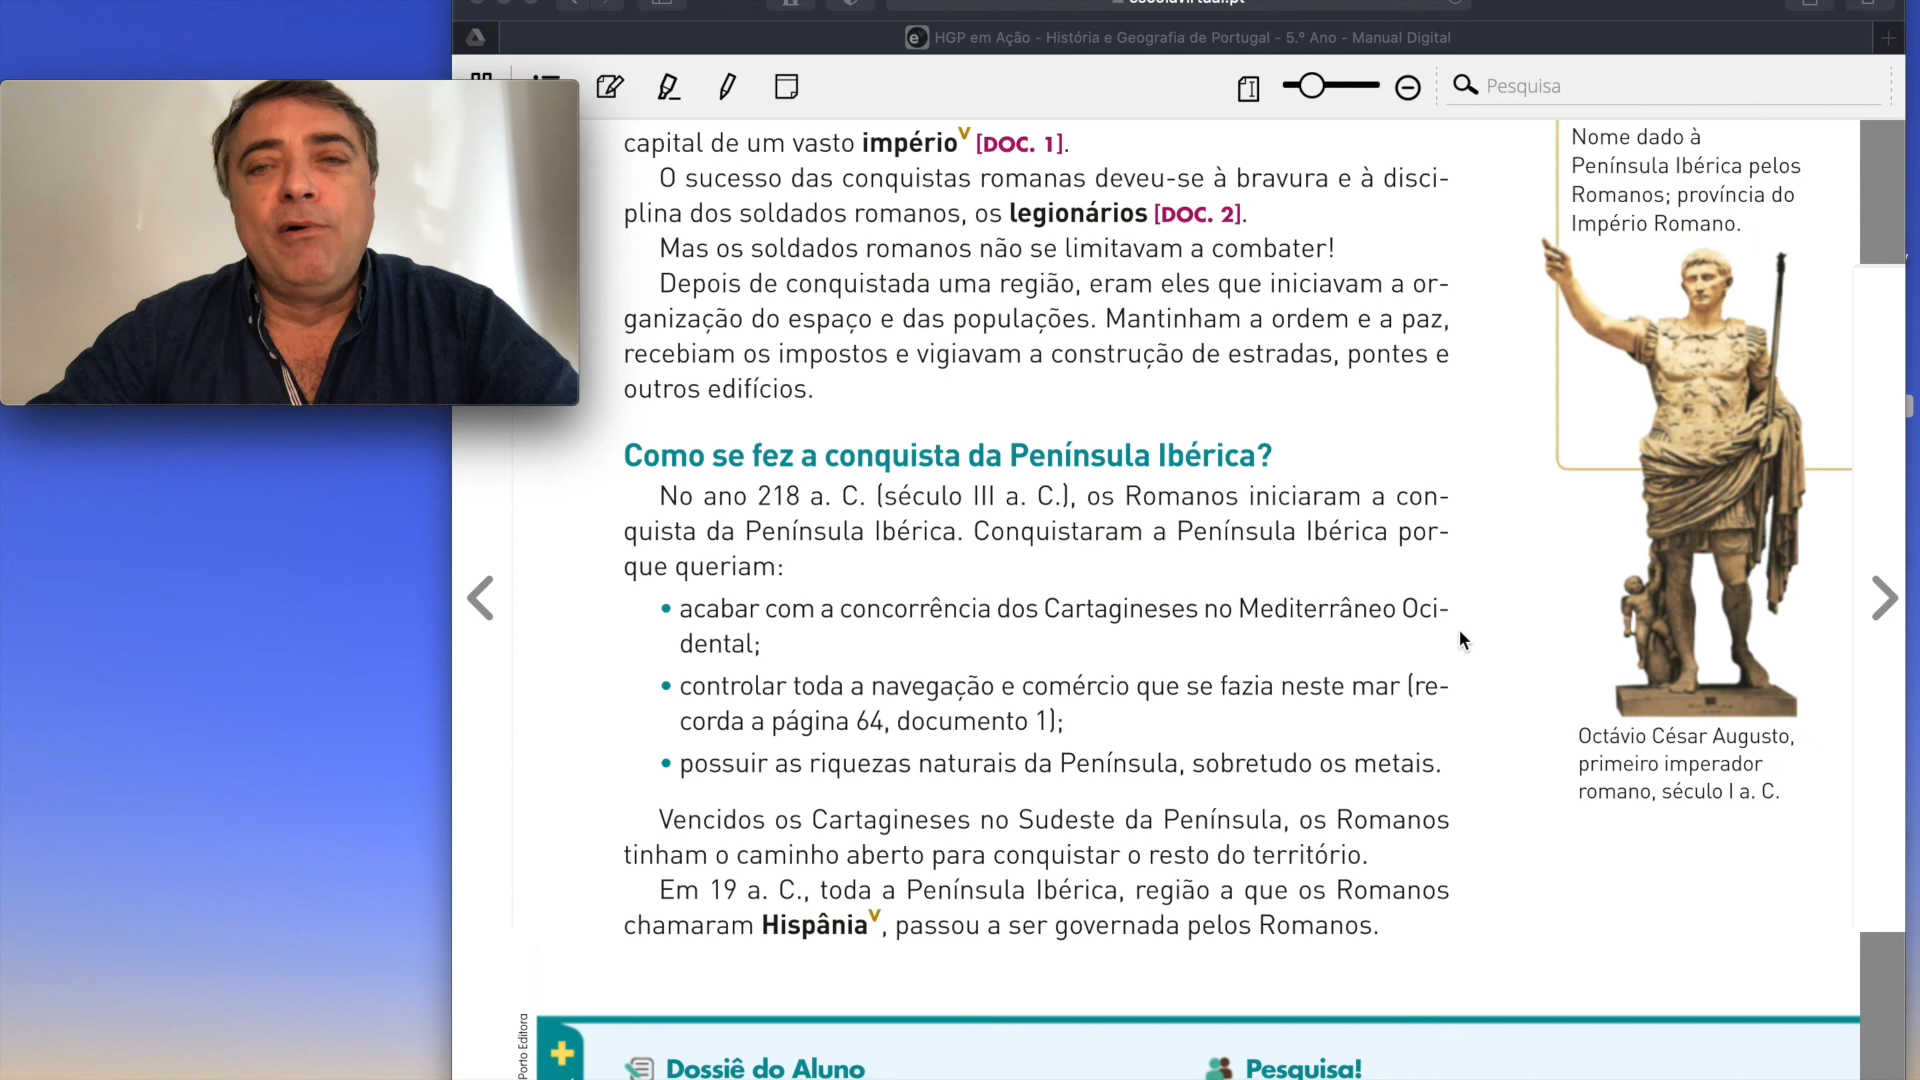 HGP em Ação - História e Geografia de Portugal - 5.º Ano - Manual Digital
Pesquisa
capital de um vasto impériov [DOC. 1].
O sucesso das conquistas romanas deveu-se à bravura e à disci-
plina dos soldados romanos, os legionários [DOC. 2].
Mas os soldados romanos não se limitavam a combater!
Depois de conquistada uma região, eram eles que iniciavam a or-
ganização do espaço e das populações. Mantinham a ordem e a paz,
recebiam os impostos e vigiavam a construção de estradas, pontes e
outros edifícios.
Como se fez a conquista da Península Ibérica?
No ano 218 a. C. (século III a. C.), os Romanos iniciaram a con-
quista da Península Ibérica. Conquistaram a Península Ibérica por-
que queriam:
• acabar com a concorrência dos Cartagineses no Mediterrâneo Oci-
dental;
• controlar toda a navegação e comércio que se fazia neste mar (re-
corda a página 64, documento 1);
• possuir as riquezas naturais da Península, sobretudo os metais.
Vencidos os Cartagineses no Sudeste da Península, os Romanos
tinham o caminho aberto para conquistar o resto do território.
Em 19 a. C., toda a Península Ibérica, região a que os Romanos
chamaram Hispâniav, passou a ser governada pelos Romanos.
Nome dado à
Península Ibérica pelos
Romanos; província do
Império Romano.
Octávio César Augusto,
primeiro imperador
romano, século I a. C.
Porto Editora
Dossiê do Aluno
Pesquisa!